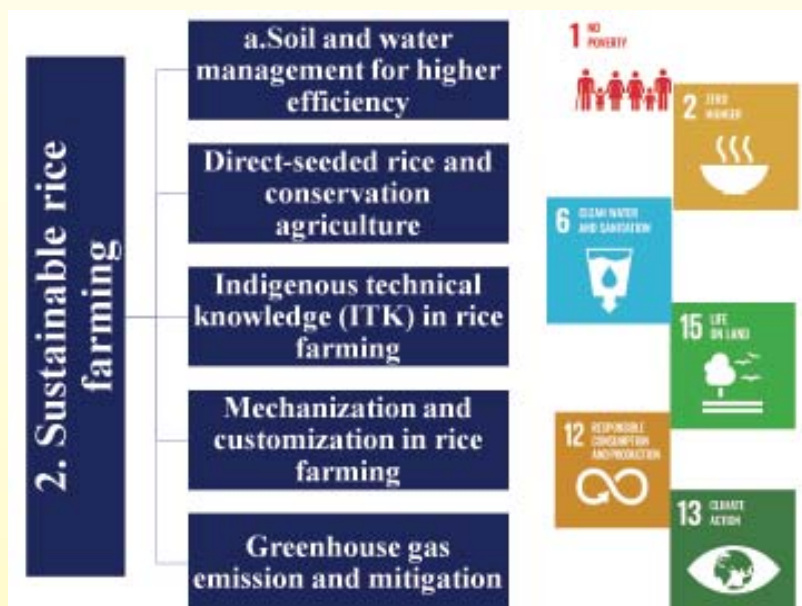 2. Sustainable rice
farming
a.Soil and water
management for higher
efficiency
Direct-seeded rice and
conservation
agriculture
Indigenous technical
knowledge (ITK) in rice
farming
Mechanization and
customization in rice
farming
Greenhouse gas
emission and mitigation
1 NO
POVERTY
2 ZERO
HUNGER
6 CLEAN WATER
AND SANITATION
15 LIFE
ON LAND
12 RESPONSIBLE
CONSUMPTION
AND PRODUCTION
13 CLIMATE
ACTION